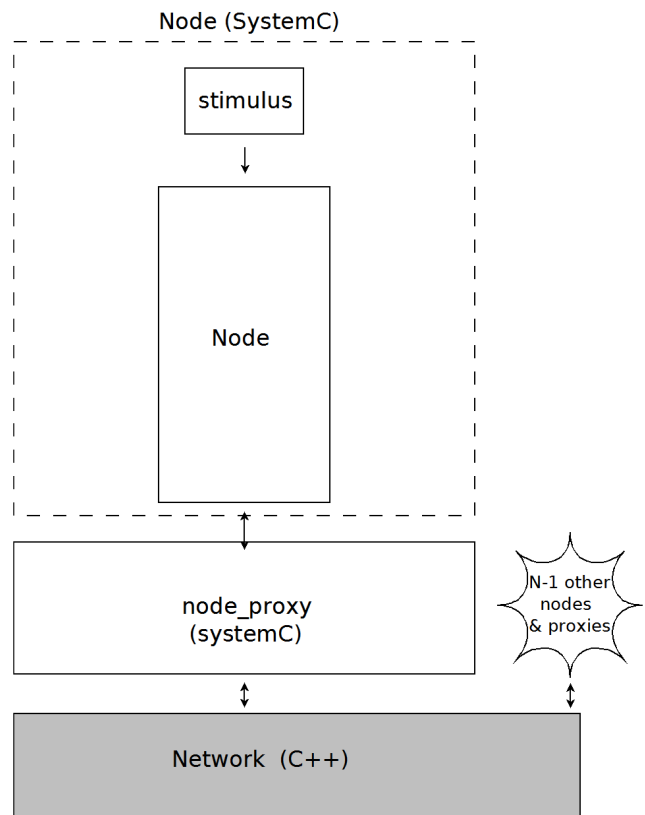 Node (SystemC)
stimulus
Node
node_proxy
(systemC)
N-1 other
nodes
& proxies
Network (C++)